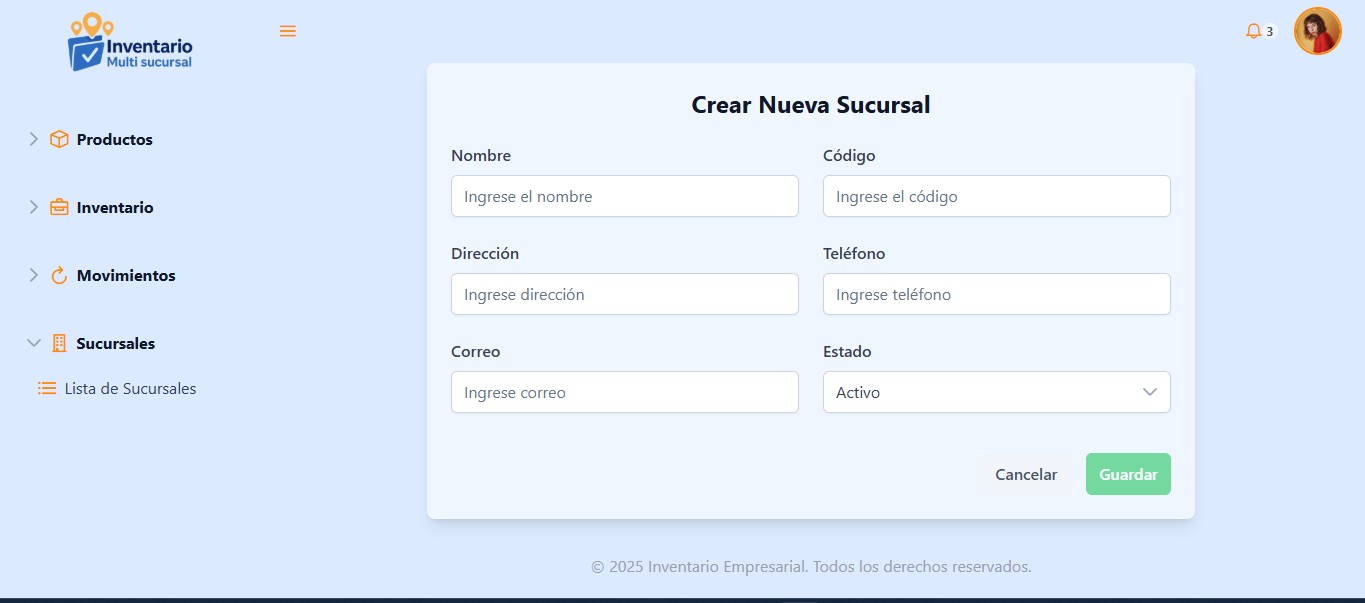 Inventario
Multi sucursal
3
Productos
Inventario
Movimientos
Sucursales
Lista de Sucursales
Crear Nueva Sucursal
Nombre
Código
Ingrese el nombre
Ingrese el código
Dirección
Teléfono
Ingrese dirección
Ingrese teléfono
Correo
Estado
Ingrese correo
Activo
Cancelar
Guardar
© 2025 Inventario Empresarial. Todos los derechos reservados.